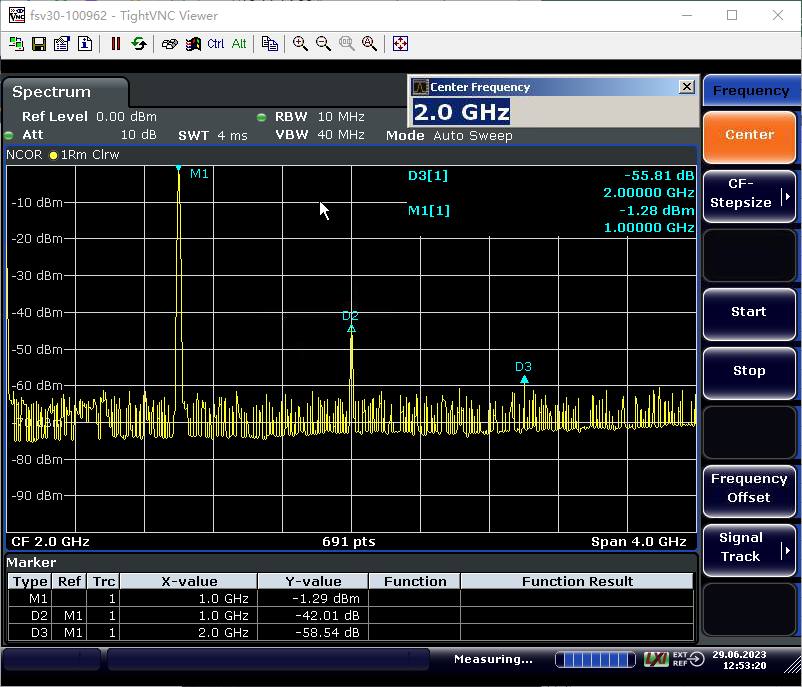 fsv30-100962 - TightVNC Viewer
Ctrl Alt
Spectrum
Ref Level 0.00 dBm RBW 10 MHz
Att 10 dB SWT 4 ms VBW 40 MHz Mode Auto Sweep
Center Frequency
2.0 GHz
NCOR 1Rm Clrw
M1
D3[1] -55.81 dB
2.00000 GHz
M1[1] -1.28 dBm
1.00000 GHz
-10 dBm
-20 dBm
-30 dBm
-40 dBm
D2
-50 dBm
D3
-60 dBm
-70 dBm
-80 dBm
-90 dBm
CF 2.0 GHz 691 pts Span 4.0 GHz
Marker
Type Ref Trc X-value Y-value Function Function Result
M1 1 1.0 GHz -1.29 dBm
D2 M1 1 1.0 GHz -42.01 dB
D3 M1 1 2.0 GHz -58.54 dB
Measuring... LXI EXT REF 29.06.2023
12:53:20
Frequency
Center
CF-
Stepsize
Start
Stop
Frequency
Offset
Signal
Track